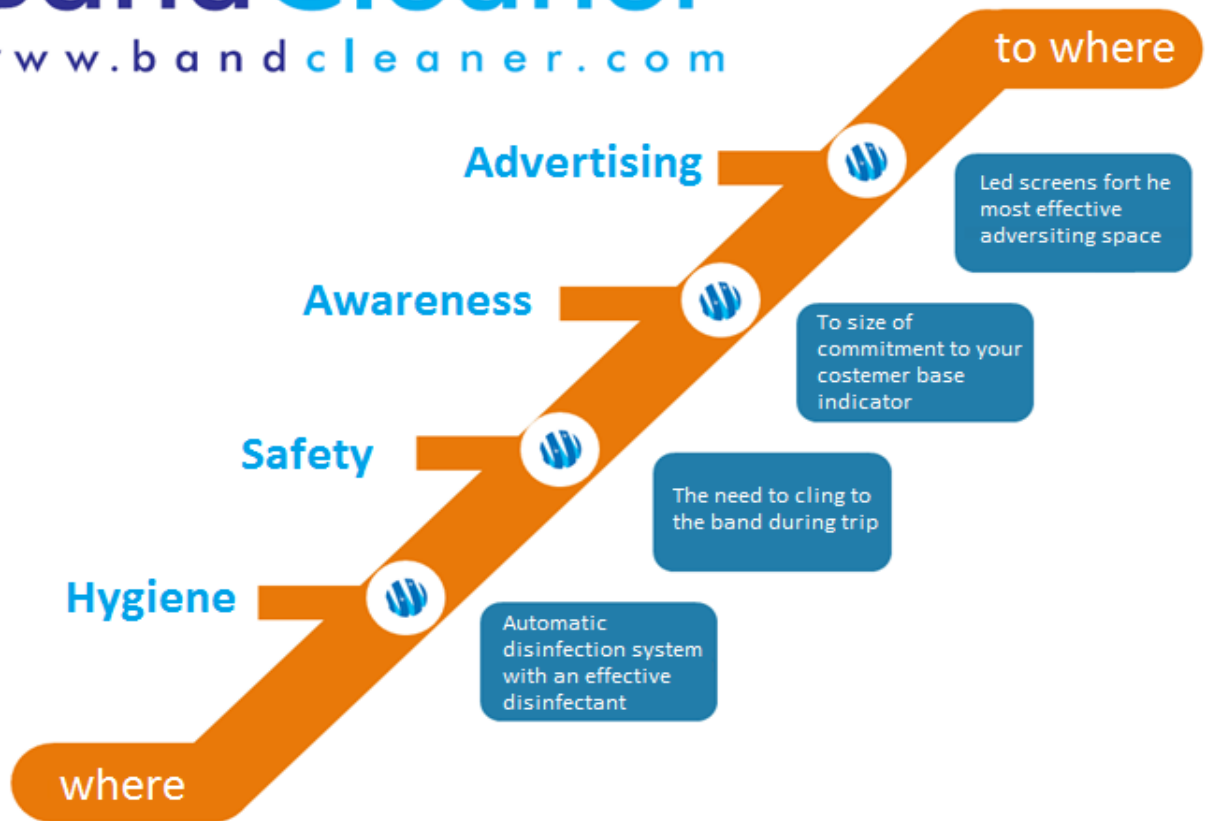 bandCleaner
www.bandcleaner.com
to where
Advertising
Led screens fort he
most effective
adversiting space
Awareness
To size of
commitment to your
costemer base
indicator
Safety
The need to cling to
the band during trip
Hygiene
Automatic
disinfection system
with an effective
disinfectant
where